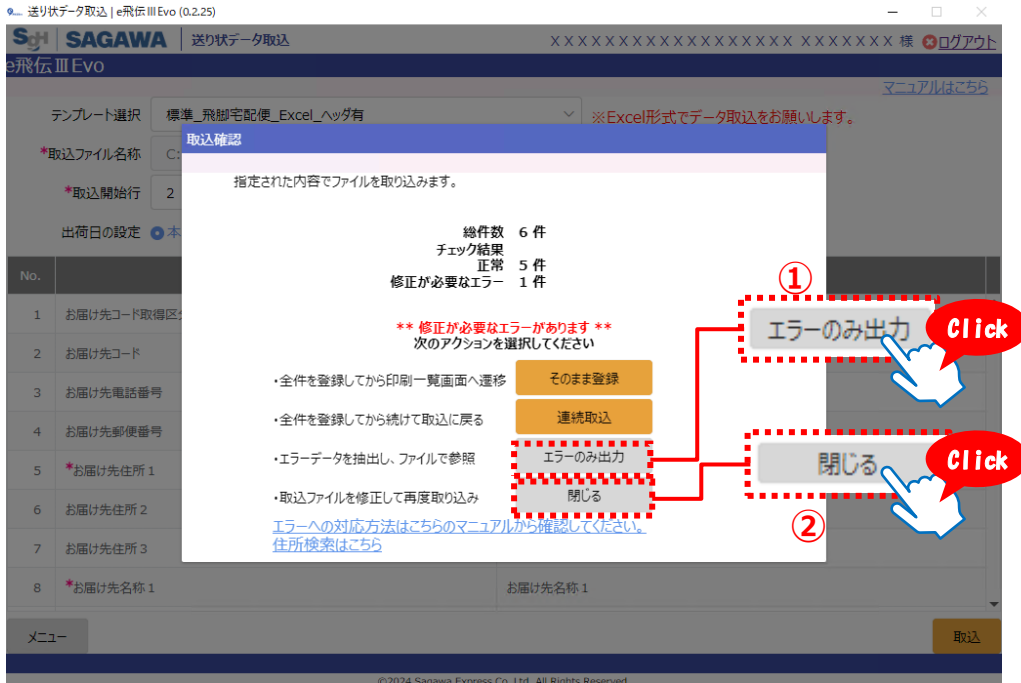 送り状データ取込 | e飛伝ⅢEvo (0.2.25)
SGH SAGAWA 送り状データ取込 XXXXXXXXXXXXXXXXXX XXXXXXX 様 ログアウト
e飛伝ⅢEvo
マニュアルはこちら
テンプレート選択 標準_飛脚宅配便_Excel_ヘッダ有 ※Excel形式でデータ取込をお願いします。
*取込ファイル名称 C:
*取込開始行 2
出荷日の設定 本
取込確認
指定された内容でファイルを取り込みます。
総件数 6 件
チェック結果
正常 5 件
修正が必要なエラー 1 件
** 修正が必要なエラーがあります **
次のアクションを選択してください
・全件を登録してから印刷一覧画面へ遷移 そのまま登録
・全件を登録してから続けて取込に戻る 連続取込
・エラーデータを抽出し、ファイルで参照 エラーのみ出力
・取込ファイルを修正して再度取り込み 閉じる
エラーへの対応方法はこちらのマニュアルから確認してください。
住所検索はこちら
①
エラーのみ出力 Click
閉じる Click
②
No.
1 お届け先コード取得区
2 お届け先コード
3 お届け先電話番号
4 お届け先郵便番号
5 *お届け先住所1
6 お届け先住所2
7 お届け先住所3
8 *お届け先名称1 お届け先名称1
メニュー 取込
©2024 Sagawa Express Co.,Ltd. All Rights Reserved.